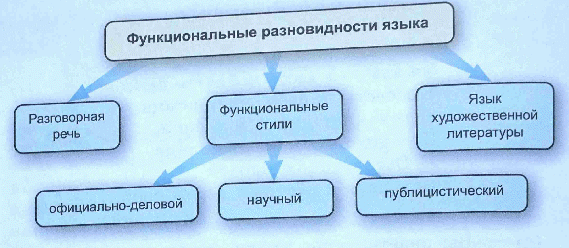 Функциональные разновидности языка
Разговорная
речь
Функциональные
стили
Язык
художественной
литературы
официально-деловой
научный
публицистический